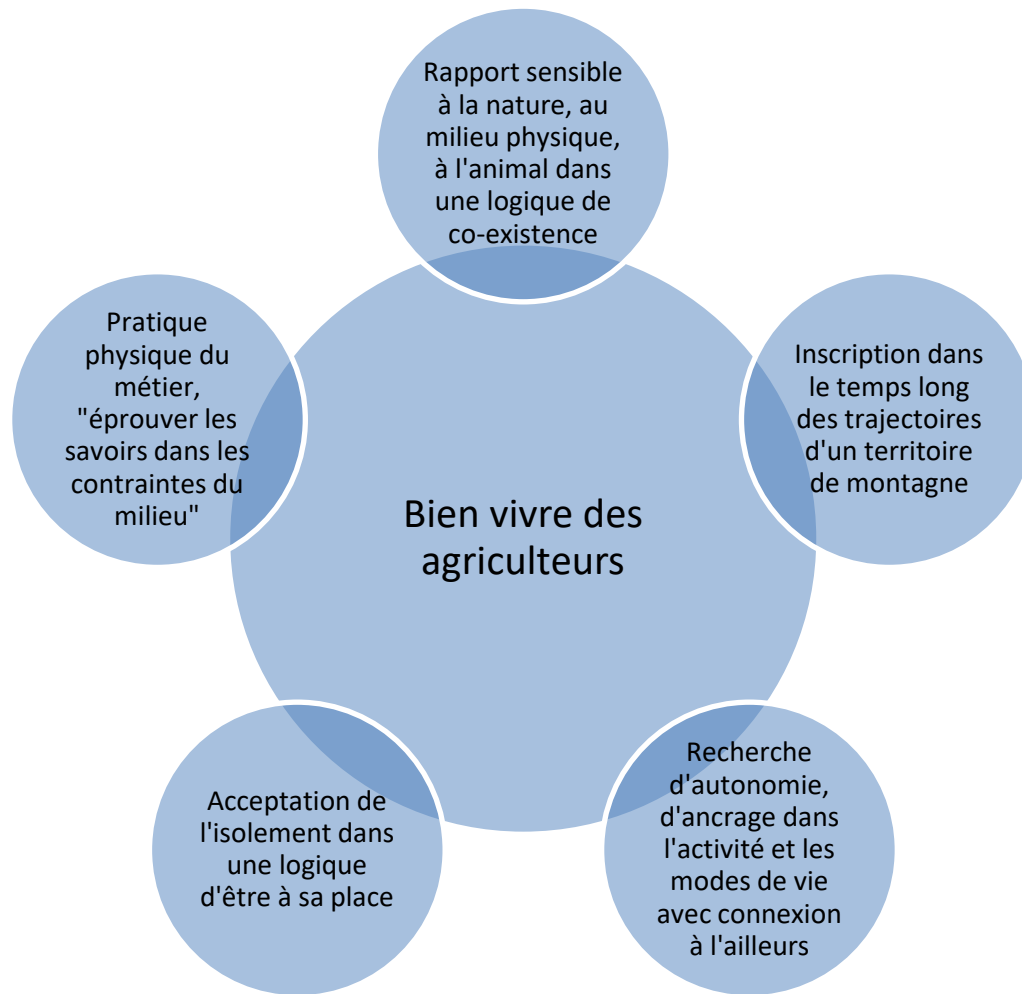 Rapport sensible
à la nature, au
milieu physique,
à l'animal dans
une logique de
co-existence
Pratique
physique du
métier,
"éprouver les
savoirs dans les
contraintes du
milieu"
Inscription dans
le temps long
des trajectoires
d'un territoire
de montagne
Bien vivre des
agriculteurs
Acceptation de
l'isolement dans
une logique
d'être à sa place
Recherche
d'autonomie,
d'ancrage dans
l'activité et les
modes de vie
avec connexion
à l'ailleurs